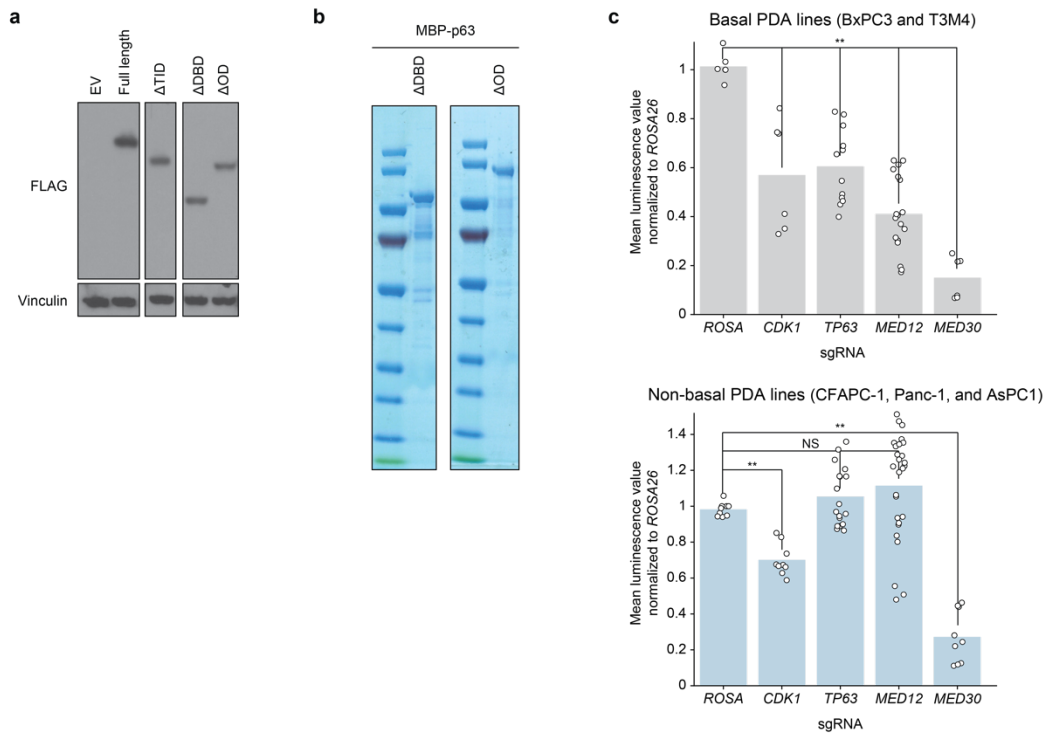 a
EV
Full length
ΔTID
ΔDBD
ΔOD
FLAG
Vinculin
b
MBP-p63
ΔDBD
ΔOD
c
Basal PDA lines (BxPC3 and T3M4)
**
Mean luminescence value
normalized to ROSA26
1
0.8
0.6
0.4
0.2
0
ROSA CDK1 TP63 MED12 MED30
sgRNA
Non-basal PDA lines (CFAPC-1, Panc-1, and AsPC1)
**
NS
**
Mean luminescence value
normalized to ROSA26
1.4
1.2
1
0.8
0.6
0.4
0.2
0
ROSA CDK1 TP63 MED12 MED30
sgRNA